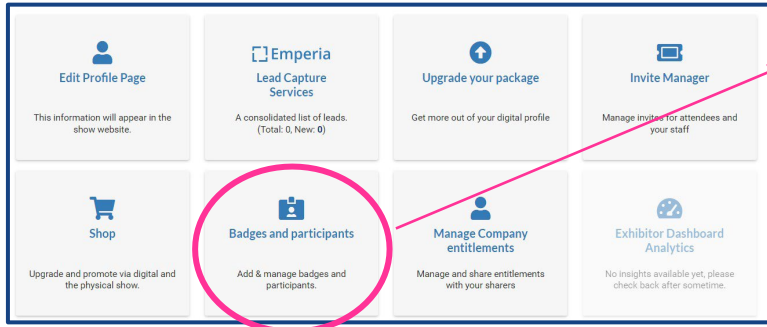 Edit Profile Page
This information will appear in the
show website.
Emperia
Lead Capture
Services
A consolidated list of leads.
(Total: 0, New: 0)
Upgrade your package
Get more out of your digital profile
Invite Manager
Manage invites for attendees and
your staff
Shop
Upgrade and promote via digital and
the physical show.
Badges and participants
Add & manage badges and
participants.
Manage Company
entitlements
Manage and share entitlements
with your sharers
Exhibitor Dashboard
Analytics
No insights available yet, please
check back after sometime.